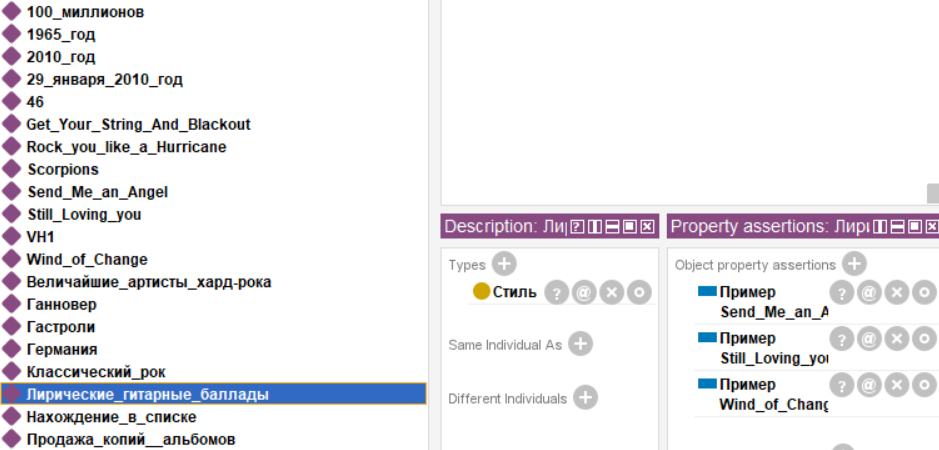 100_миллионов
1965_год
2010_год
29_января_2010_год
46
Get_Your_String_And_Blackout
Rock_you_like_a_Hurricane
Scorpions
Send_Me_an_Angel
Still_Loving_you
VH1
Wind_of_Change
Величайшие_артисты_хард-рока
Ганновер
Гастроли
Германия
Классический_рок
Лирические_гитарные_баллады
Нахождение_в_списке
Продажа_копий__альбомов
Description: Ли
Types
Стиль
Same Individual As
Different Individuals
Property assertions: Лири
Object property assertions
Пример
Send_Me_an_A
Пример
Still_Loving_you
Пример
Wind_of_Chang